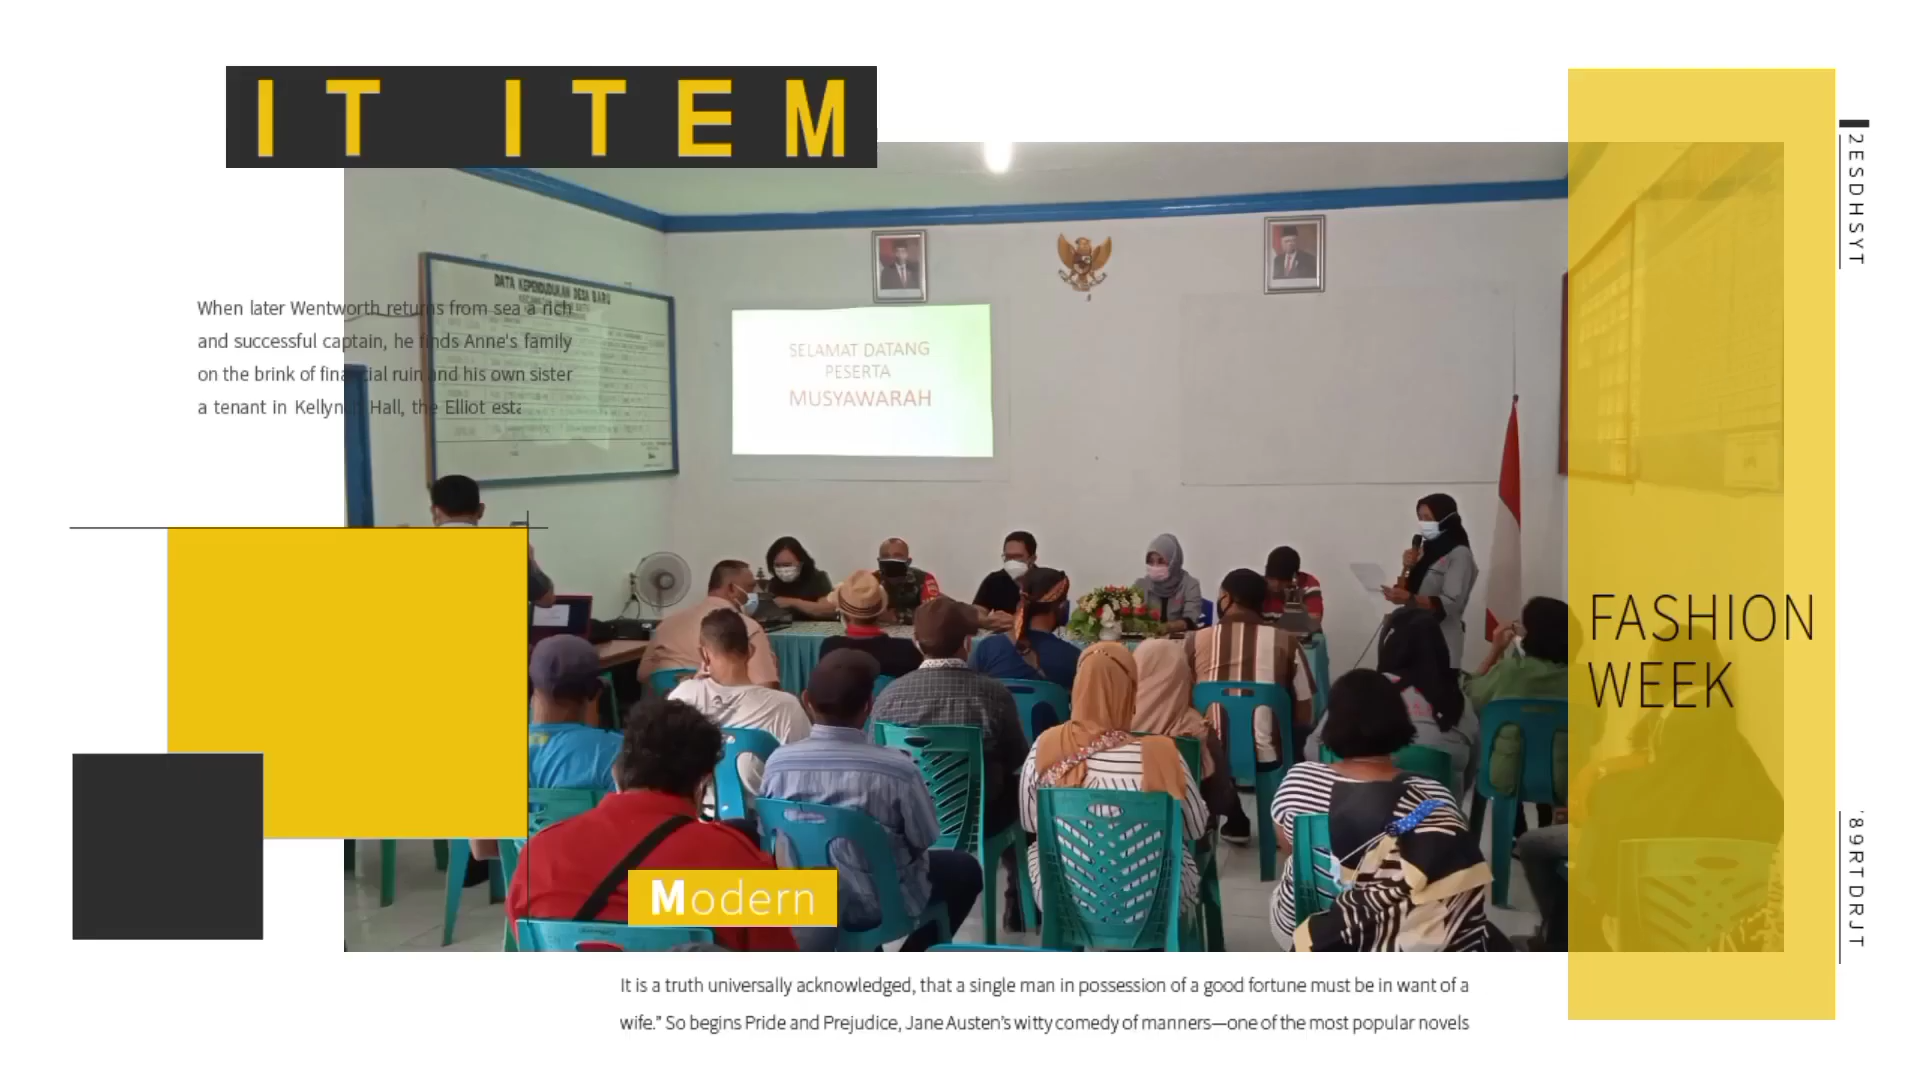 IT ITEM
2ESDHSYT
DATA KEPENDUDUKAN DESA BARU
When later Wentworth returns from sea a rich
and successful captain, he finds Anne's family
on the brink of financial ruin and his own sister
a tenant in Kellynch Hall, the Elliot esta
SELAMAT DATANG
PESERTA
MUSYAWARAH
FASHION
WEEK
'89RTDRJT
Modern
It is a truth universally acknowledged, that a single man in possession of a good fortune must be in want of a
wife.” So begins Pride and Prejudice, Jane Austen’s witty comedy of manners—one of the most popular novels